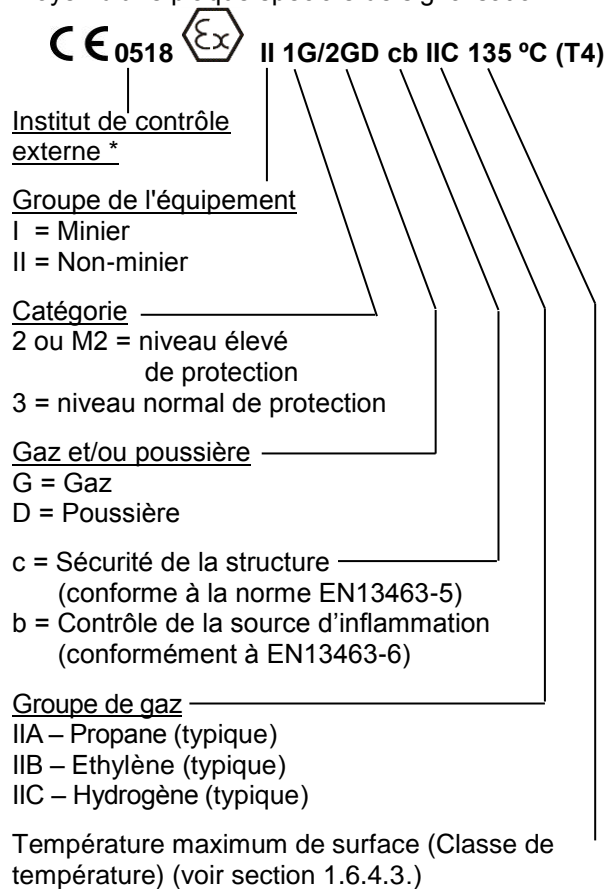 CE 0518 Ex II 1G/2GD cb IIC 135 ºC (T4)
Institut de contrôle
externe *
Groupe de l'équipement
I = Minier
II = Non-minier
Catégorie
2 ou M2 = niveau élevé
de protection
3 = niveau normal de protection
Gaz et/ou poussière
G = Gaz
D = Poussière
c = Sécurité de la structure
(conforme à la norme EN13463-5)
b = Contrôle de la source d’inflammation
(conformément à EN13463-6)
Groupe de gaz
IIA – Propane (typique)
IIB – Ethylène (typique)
IIC – Hydrogène (typique)
Température maximum de surface (Classe de
température) (voir section 1.6.4.3.)